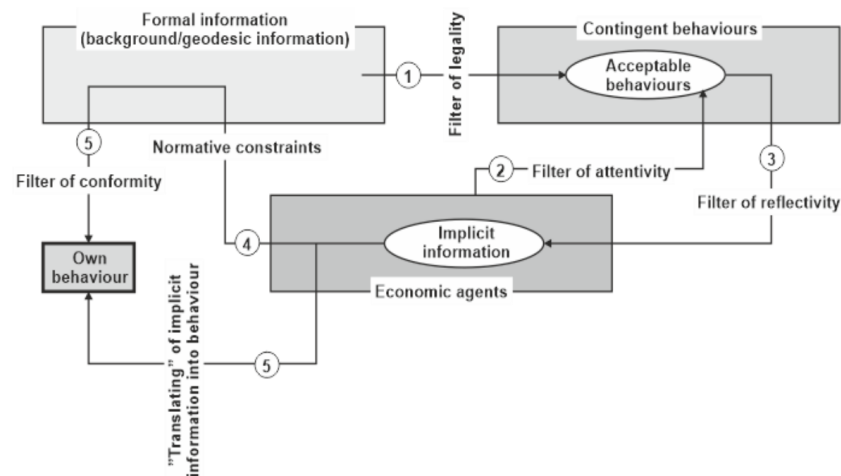 Formal information
(background/geodesic information)
Contingent behaviours
Acceptable
behaviours
1
Filter of legality
5
Normative constraints
2
Filter of attentivity
3
Filter of conformity
Filter of reflectivity
Implicit
information
4
Own
behaviour
Economic agents
"Translating" of implicit
information into behaviour
5